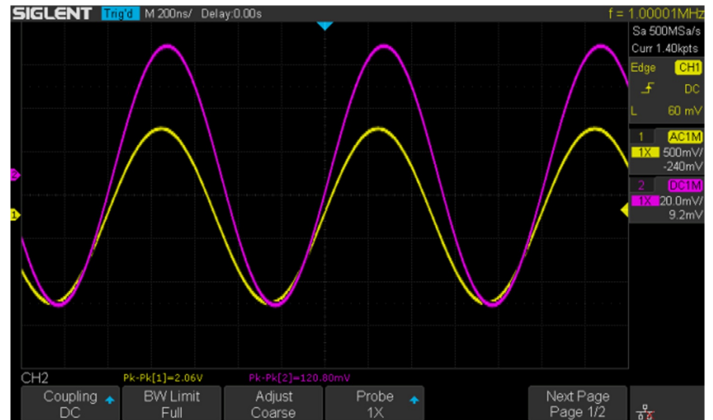 SIGLENT Trig'd M 200ns/ Delay:0.00s f = 1.00001MHz
Sa 500MSa/s
Curr 1.40kpts
Edge CH1
DC
L 60 mV
1 AC1M
1X 500mV/
-240mV
2 DC1M
1X 20.0mV/
9.2mV
2
1
CH2 Pk-Pk[1]=2.06V Pk-Pk[2]=120.80mV
Coupling BW Limit Adjust Probe Next Page
DC Full Coarse 1X Page 1/2